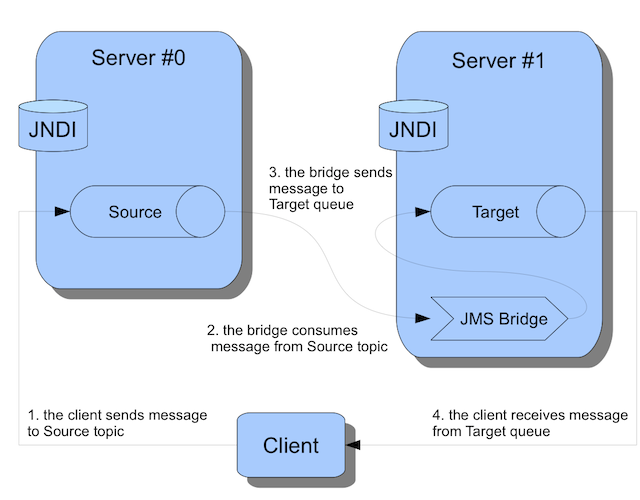 Server #0
Server #1
JNDI
JNDI
3. the bridge sends
message to
Target queue
Source
Target
2. the bridge consumes
message from Source topic
JMS Bridge
1. the client sends message
to Source topic
4. the client receives message
from Target queue
Client